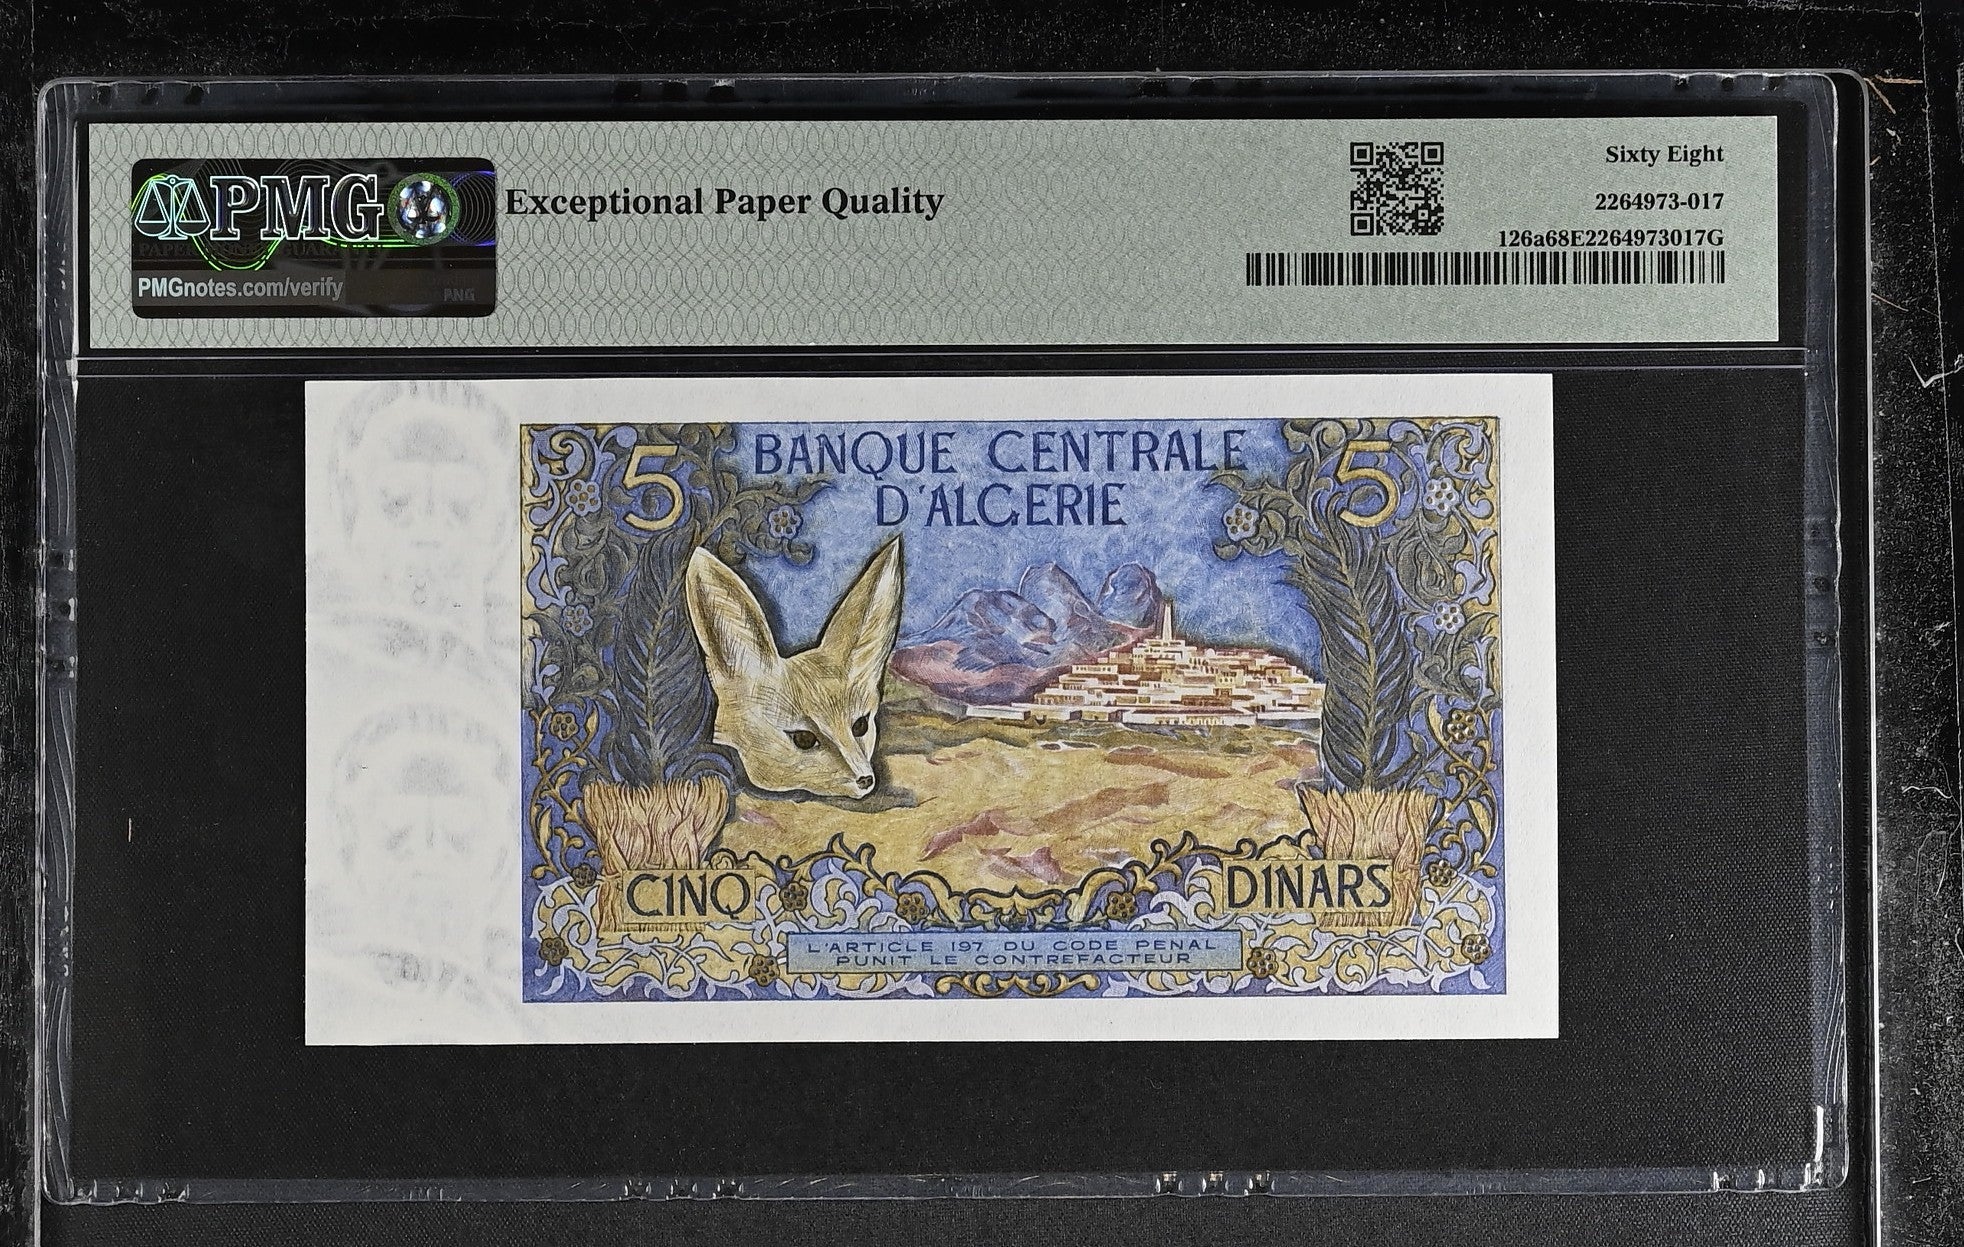 PMG
PMGnotes.com/verify
Exceptional Paper Quality
Sixty Eight
2264973-017
126a68E2264973017G
5
BANQUE CENTRALE
D'ALGERIE
5
CINQ
DINARS
L'ARTICLE 197 DU CODE PENAL
PUNIT LE CONTREFACTEUR